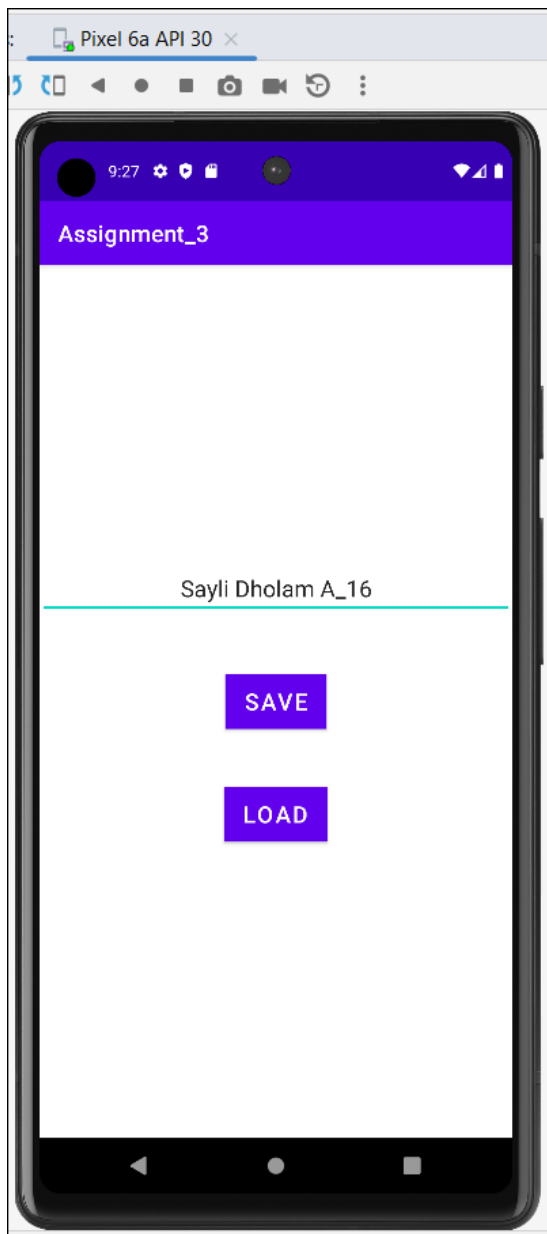 Pixel 6a API 30
9:27
Assignment_3
Sayli Dholam A_16
SAVE
LOAD